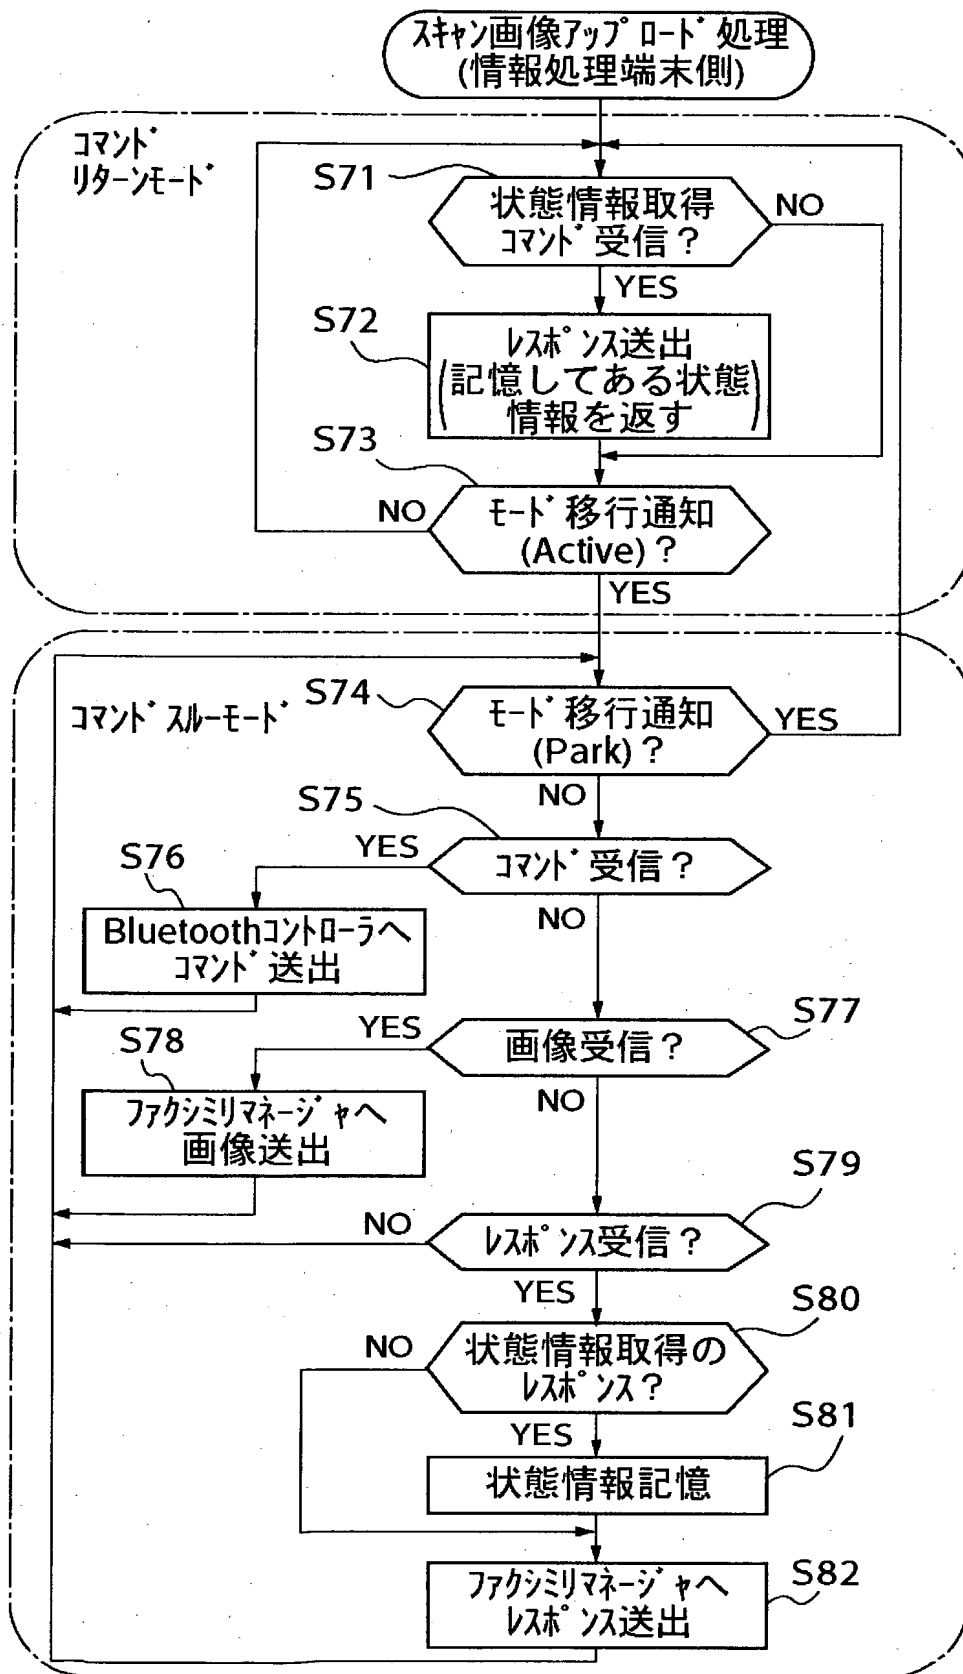 ｽｷｬﾝ画像ｱｯﾌﾟﾛｰﾄﾞ処理
(情報処理端末側)
ｺﾏﾝﾄﾞ
ﾘﾀｰﾝﾓｰﾄﾞ
S71
状態情報取得
ｺﾏﾝﾄﾞ受信？
NO
YES
S72
ﾚｽﾎﾟﾝｽ送出
(記憶してある状態
情報を返す)
S73
ﾓｰﾄﾞ移行通知
(Active)？
NO
YES
ｺﾏﾝﾄﾞｽﾙｰﾓｰﾄﾞ
S74
ﾓｰﾄﾞ移行通知
(Park)？
YES
NO
S75
ｺﾏﾝﾄﾞ受信？
YES
NO
S76
Bluetoothｺﾝﾄﾛｰﾗへ
ｺﾏﾝﾄﾞ送出
S77
画像受信？
YES
NO
S78
ﾌｧｸｼﾐﾘﾏﾈｰｼﾞｬへ
画像送出
S79
ﾚｽﾎﾟﾝｽ受信？
NO
YES
S80
状態情報取得の
ﾚｽﾎﾟﾝｽ？
NO
YES
S81
状態情報記憶
S82
ﾌｧｸｼﾐﾘﾏﾈｰｼﾞｬへ
ﾚｽﾎﾟﾝｽ送出